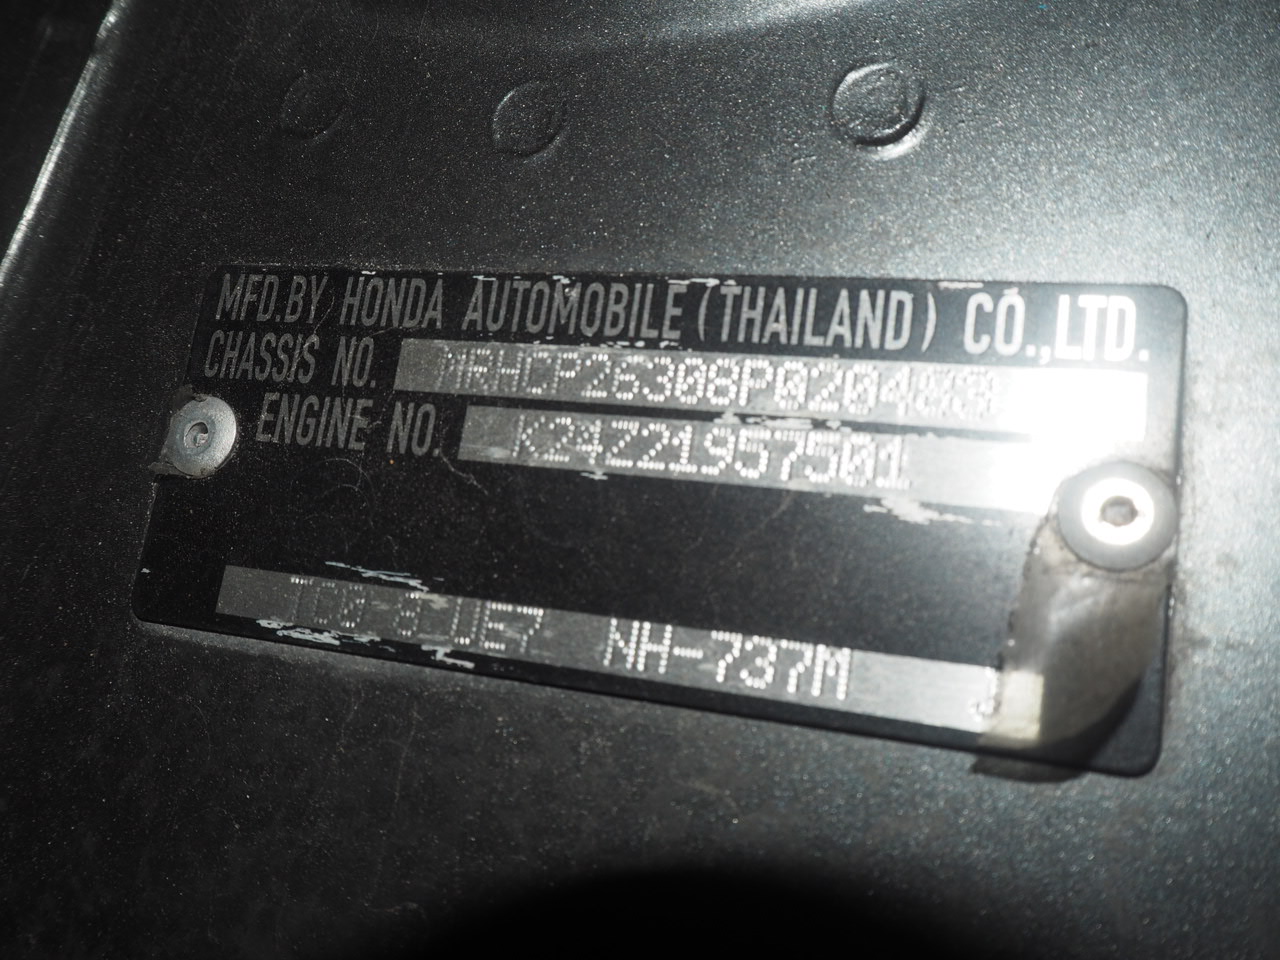 MFD.BY HONDA AUTOMOBILE (THAILAND) CO.,LTD.
CHASSIS NO.
ENGINE NO. K24Z21957501
NH-737M